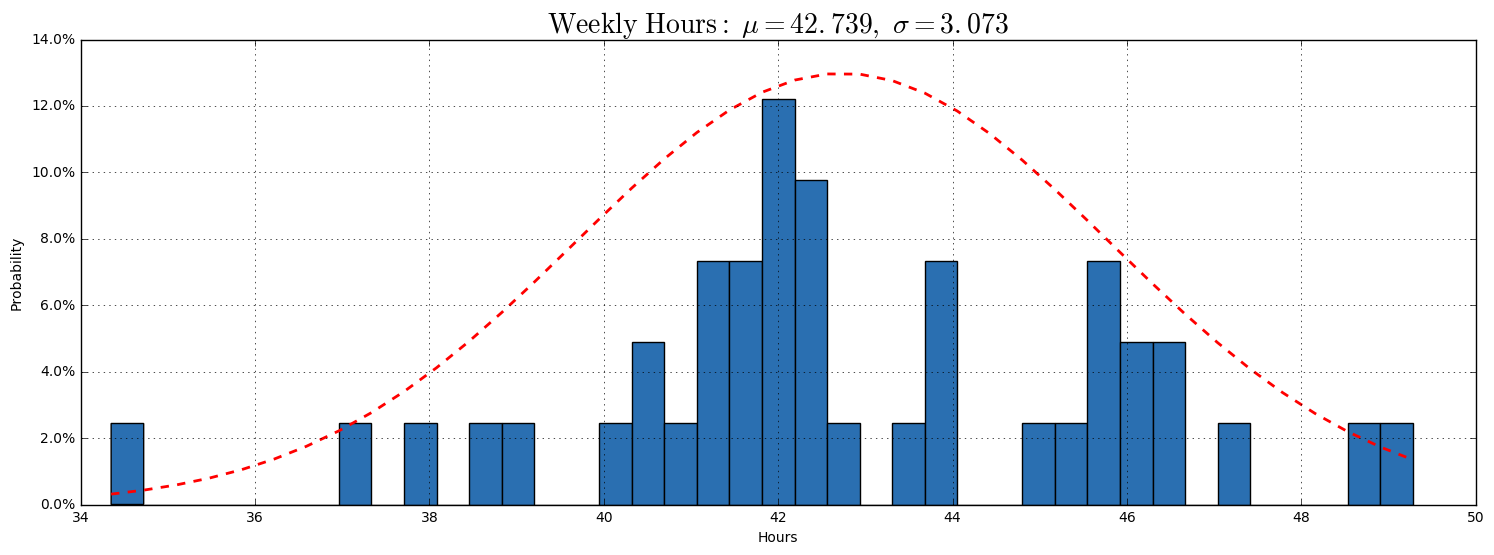 Weekly Hours: μ = 42.739, σ = 3.073
14.0%
12.0%
10.0%
8.0%
6.0%
4.0%
2.0%
0.0%
Probability
34 36 38 40 42 44 46 48 50
Hours